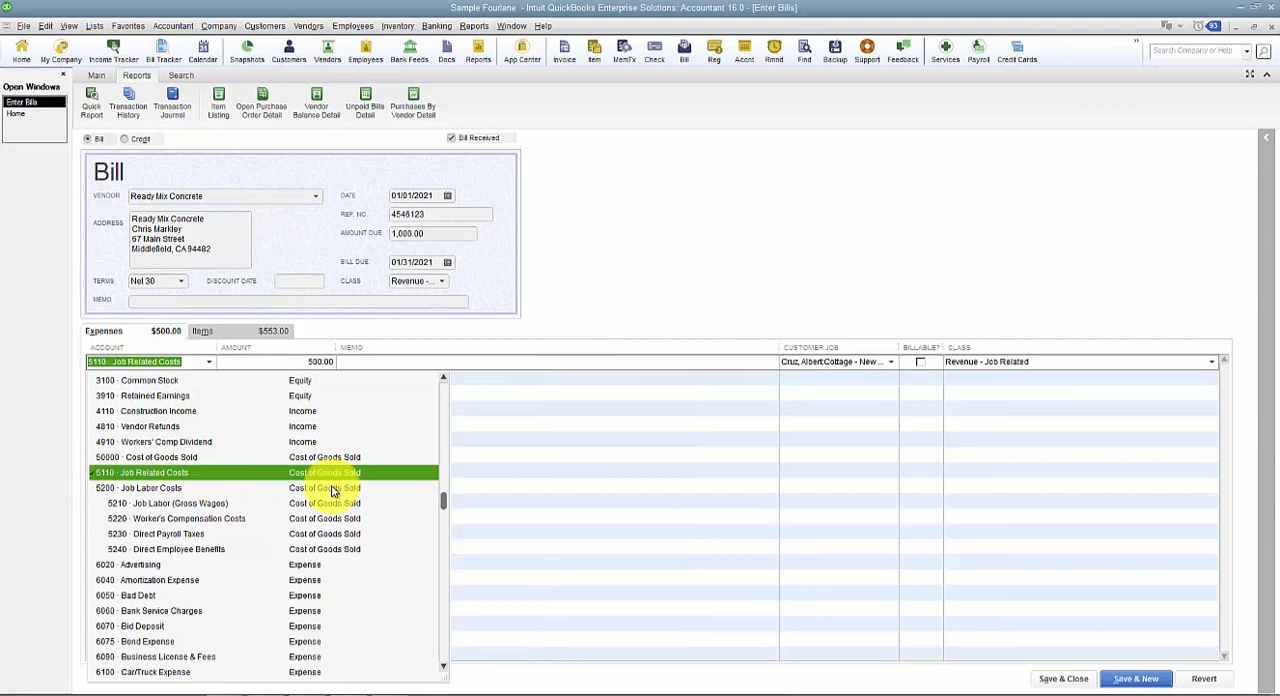 Sample Fourlane - Intuit QuickBooks Enterprise Solutions: Accountant 16.0 - [Enter Bills]
File Edit View Lists Favorites Accountant Company Customers Vendors Employees Inventory Banking Reports Window Help 93
Home My Company Income Tracker Bill Tracker Calendar Snapshots Customers Vendors Employees Bank Feeds Docs Reports App Center Invoice Item MemTx Check Bill Reg Accnt Rmnd Find Backup Support Feedback Services Payroll Credit Cards Search Company or Help
Open Windows
Enter Bills
Home
Main Reports Search
Quick Report
Transaction History
Transaction Journal
Item Listing
Open Purchase Order Detail
Vendor Balance Detail
Unpaid Bills Detail
Purchases By Vendor Detail
Bill Credit Bill Received
Bill
VENDOR Ready Mix Concrete DATE 01/01/2021
ADDRESS Ready Mix Concrete REF. NO. 4546123
Chris Markley
67 Main Street AMOUNT DUE 1,000.00
Middlefield, CA 94482
BILL DUE 01/31/2021
TERMS Net 30 DISCOUNT DATE CLASS Revenue -...
MEMO
Expenses $500.00 Items $553.00
ACCOUNT AMOUNT MEMO CUSTOMER:JOB BILLABLE? CLASS
5110 · Job Related Costs 500.00 Cruz, Albert:Cottage - New ... Revenue - Job Related
3100 · Common Stock Equity
3910 · Retained Earnings Equity
4110 · Construction Income Income
4810 · Vendor Refunds Income
4910 · Workers' Comp Dividend Income
50000 · Cost of Goods Sold Cost of Goods Sold
5110 · Job Related Costs Cost of Goods Sold
5200 · Job Labor Costs Cost of Goods Sold
5210 · Job Labor (Gross Wages) Cost of Goods Sold
5220 · Worker's Compensation Costs Cost of Goods Sold
5230 · Direct Payroll Taxes Cost of Goods Sold
5240 · Direct Employee Benefits Cost of Goods Sold
6020 · Advertising Expense
6040 · Amortization Expense Expense
6050 · Bad Debt Expense
6060 · Bank Service Charges Expense
6070 · Bid Deposit Expense
6075 · Bond Expense Expense
6090 · Business License & Fees Expense
6100 · Car/Truck Expense Expense
Save & Close Save & New Revert